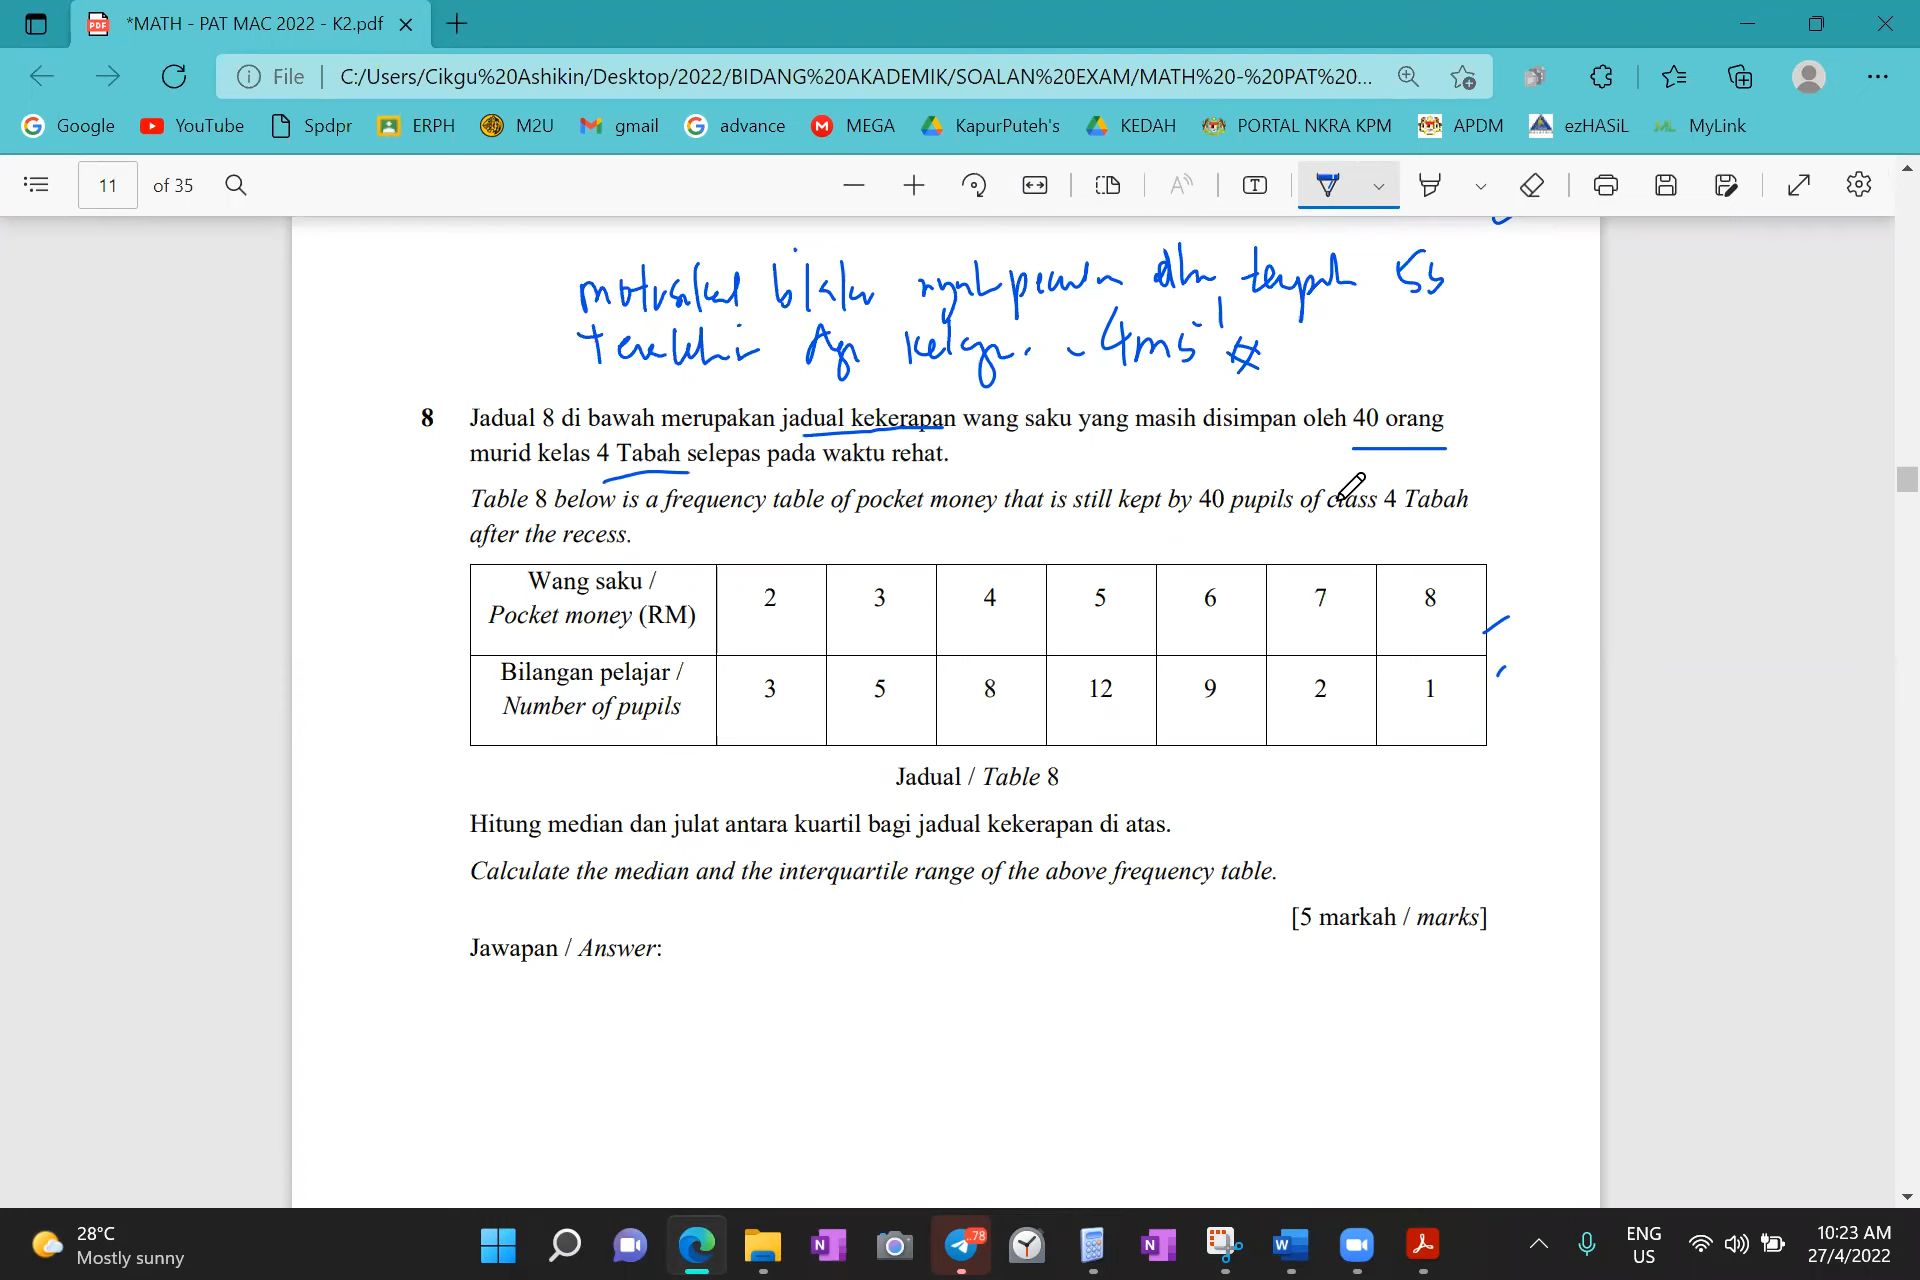 *MATH - PAT MAC 2022 - K2.pdf
File
C:/Users/Cikgu%20Ashikin/Desktop/2022/BIDANG%20AKADEMIK/SOALAN%20EXAM/MATH%20-%20PAT%20...
Google YouTube Spdpr ERPH M2U gmail advance MEGA KapurPuteh's KEDAH PORTAL NKRA KPM APDM ezHASiL MyLink
11 of 35
5s
-4ms⁻¹ #
8 Jadual 8 di bawah merupakan jadual kekerapan wang saku yang masih disimpan oleh 40 orang
murid kelas 4 Tabah selepas pada waktu rehat.
Table 8 below is a frequency table of pocket money that is still kept by 40 pupils of class 4 Tabah
after the recess.
Wang saku /
Pocket money (RM) 2 3 4 5 6 7 8
Bilangan pelajar /
Number of pupils 3 5 8 12 9 2 1
Jadual / Table 8
Hitung median dan julat antara kuartil bagi jadual kekerapan di atas.
Calculate the median and the interquartile range of the above frequency table.
[5 markah / marks]
Jawapan / Answer:
28°C
Mostly sunny
..78
ENG
US
10:23 AM
27/4/2022